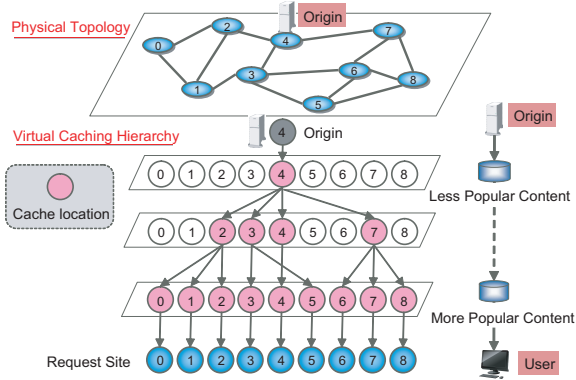 Physical Topology
Origin
0 2 4 7
1 3 6 8
5
Virtual Caching Hierarchy
4 Origin
Origin
Cache location
0 1 2 3 4 5 6 7 8
Less Popular Content
0 1 2 3 4 5 6 7 8
0 1 2 3 4 5 6 7 8
More Popular Content
Request Site 0 1 2 3 4 5 6 7 8
User